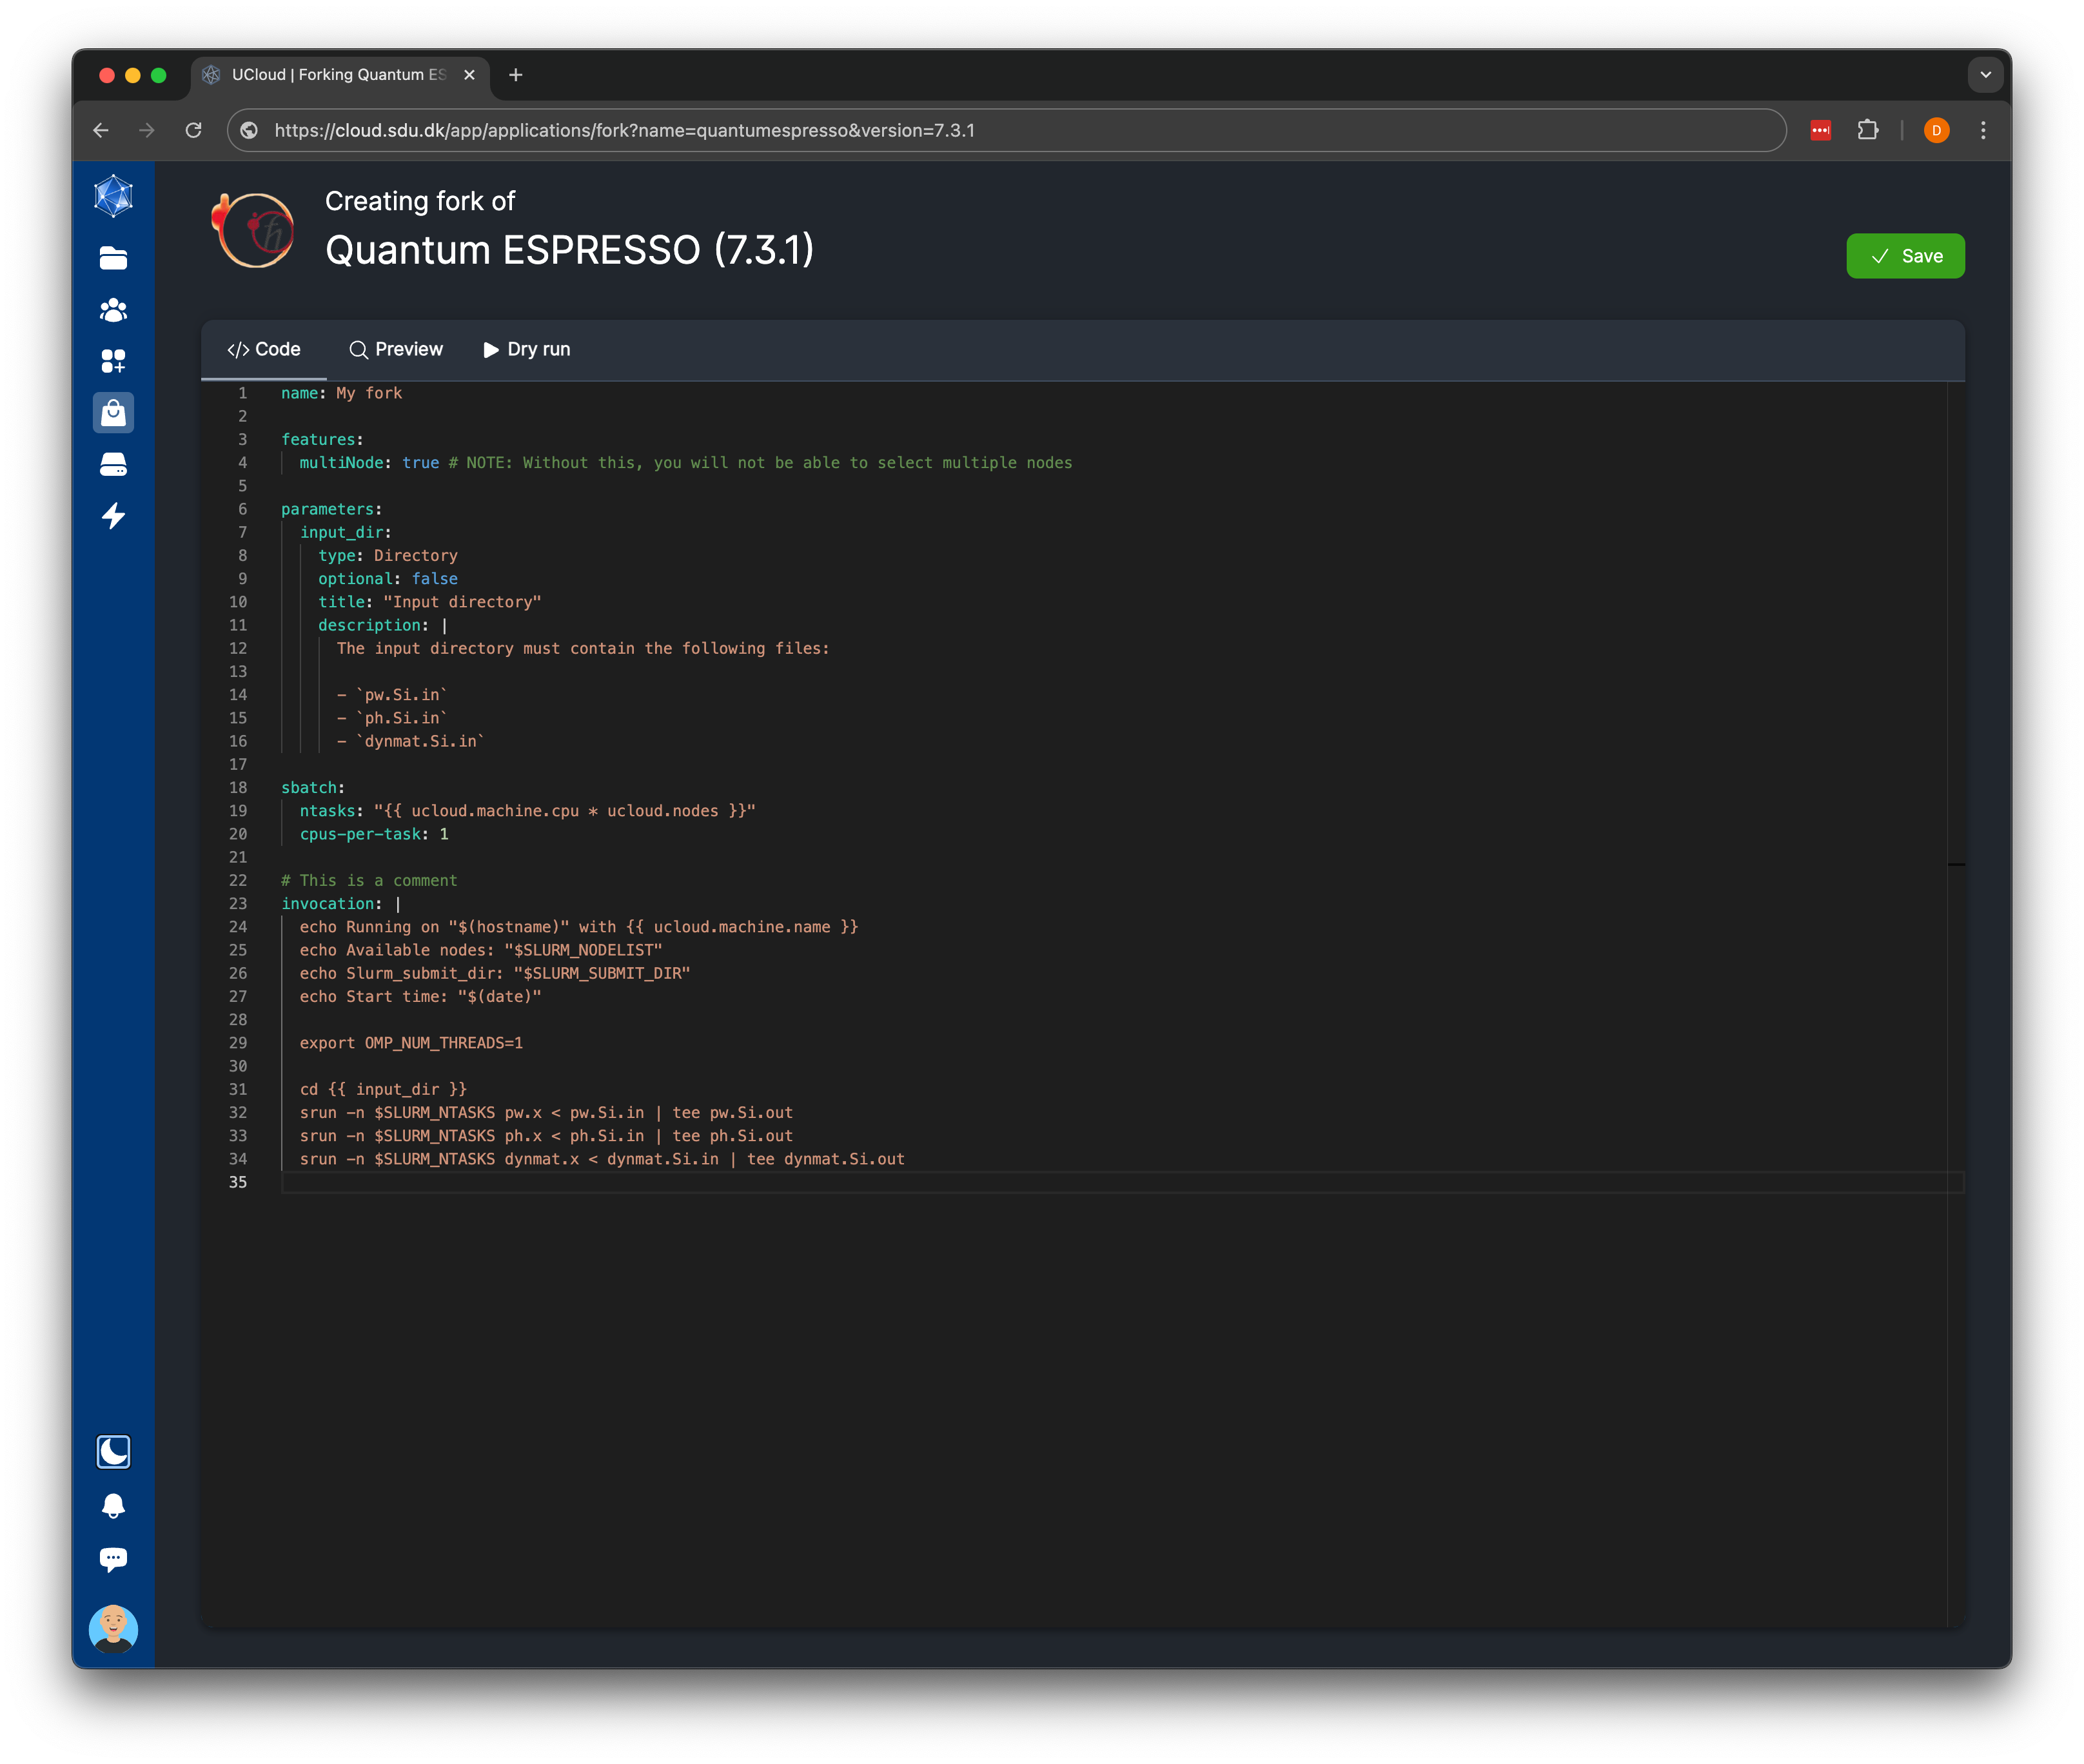 UCloud | Forking Quantum ES
https://cloud.sdu.dk/app/applications/fork?name=quantumespresso&version=7.3.1
D
Creating fork of
Quantum ESPRESSO (7.3.1)
Save
</> Code
Preview
Dry run
1 name: My fork
2
3 features:
4 multiNode: true # NOTE: Without this, you will not be able to select multiple nodes
5
6 parameters:
7 input_dir:
8 type: Directory
9 optional: false
10 title: "Input directory"
11 description: |
12 The input directory must contain the following files:
13
14 - `pw.Si.in`
15 - `ph.Si.in`
16 - `dynmat.Si.in`
17
18 sbatch:
19 ntasks: "{{ ucloud.machine.cpu * ucloud.nodes }}"
20 cpus-per-task: 1
21
22 # This is a comment
23 invocation: |
24 echo Running on "$(hostname)" with {{ ucloud.machine.name }}
25 echo Available nodes: "$SLURM_NODELIST"
26 echo Slurm_submit_dir: "$SLURM_SUBMIT_DIR"
27 echo Start time: "$(date)"
28
29 export OMP_NUM_THREADS=1
30
31 cd {{ input_dir }}
32 srun -n $SLURM_NTASKS pw.x < pw.Si.in | tee pw.Si.out
33 srun -n $SLURM_NTASKS ph.x < ph.Si.in | tee ph.Si.out
34 srun -n $SLURM_NTASKS dynmat.x < dynmat.Si.in | tee dynmat.Si.out
35